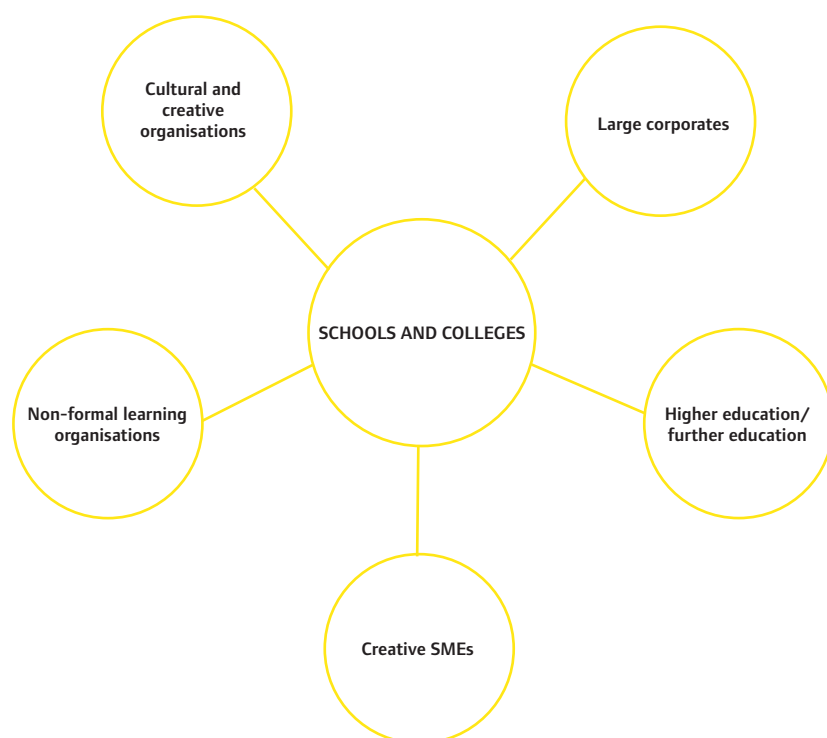 Cultural and
creative
organisations
Large corporates
SCHOOLS AND COLLEGES
Non-formal learning
organisations
Higher education/
further education
Creative SMEs